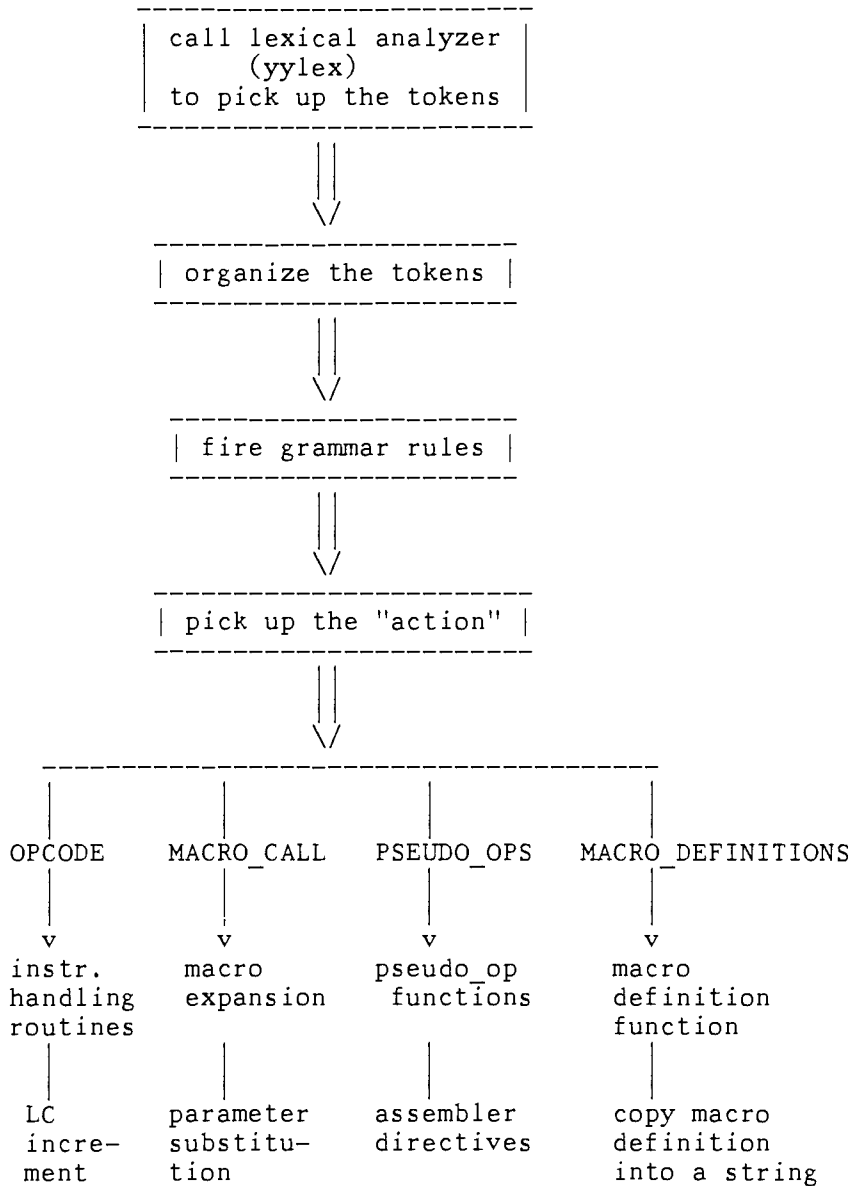 call lexical analyzer
(yylex)
to pick up the tokens
organize the tokens
fire grammar rules
pick up the "action"
OPCODE MACRO_CALL PSEUDO_OPS MACRO_DEFINITIONS
v v v v
instr. macro pseudo_op macro
handling expansion functions definition
routines function
LC parameter assembler copy macro
incre- substitu- directives definition
ment tion into a string